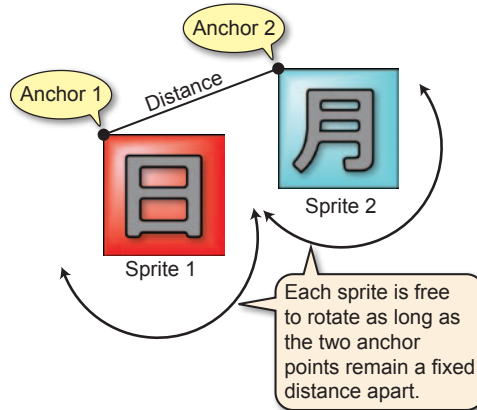 Anchor 2
Anchor 1
Distance
日
月
Sprite 2
Sprite 1
Each sprite is free
to rotate as long as
the two anchor
points remain a fixed
distance apart.